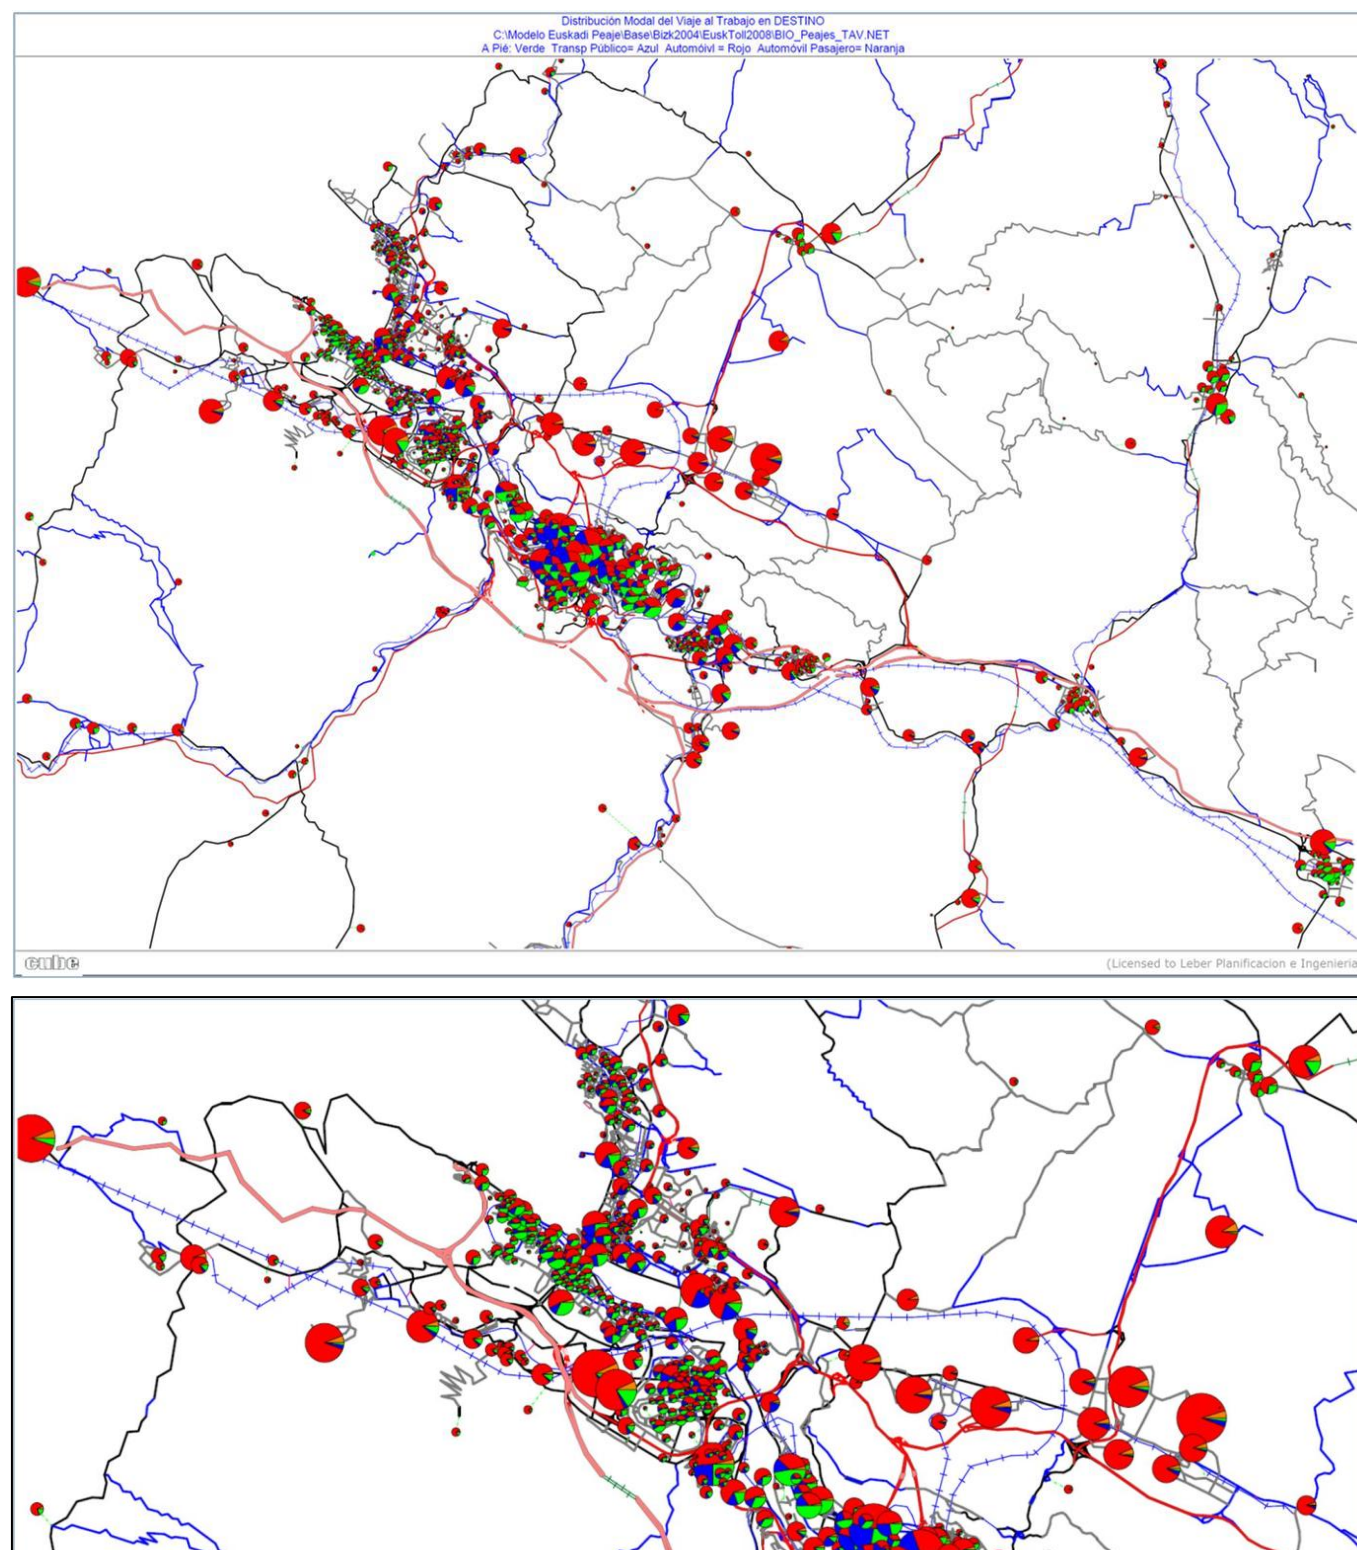 Distribución Modal del Viaje al Trabajo en DESTINO
C:\Modelo Euskadi Peaje\Base\Bizk2004\EuskToll2008\BIO_Peajes_TAV.NET
A Pié: Verde Transp Público= Azul Automóivl = Rojo Automóvil Pasajero= Naranja
cube
(Licensed to Leber Planificacion e Ingenieria